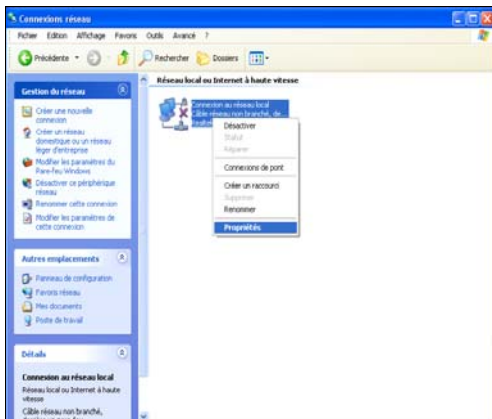 Connexions réseau
Fichier Edition Affichage Favoris Outils Avancé ?
Précédente Rechercher Dossiers
Gestion du réseau
Créer une nouvelle
connexion
Créer un réseau
domestique ou un réseau
léger d'entreprise
Modifier les paramètres du
Pare-feu Windows
Désactiver ce périphérique
réseau
Renommer cette connexion
Modifier les paramètres de
cette connexion
Autres emplacements
Panneau de configuration
Favoris réseau
Mes documents
Poste de travail
Détails
Connexion au réseau local
Réseau local ou Internet à haute
vitesse
Câble réseau non branché,
Réseau local ou Internet à haute vitesse
Connexion au réseau local
Câble réseau non branché, de...
Désactiver
Statut
Réparer
Connexions de pont
Créer un raccourci
Supprimer
Renommer
Propriétés